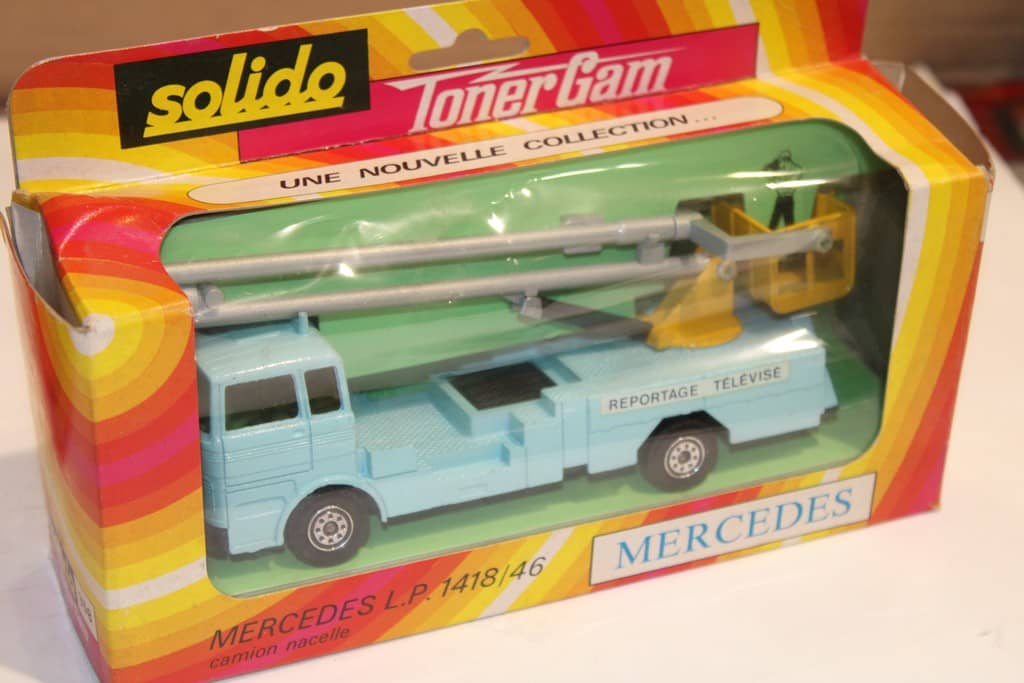 solido
TonerGam
UNE NOUVELLE COLLECTION...
REPORTAGE TÉLÉVISÉ
MERCEDES
MERCEDES L.P. 1418/46
camion nacelle